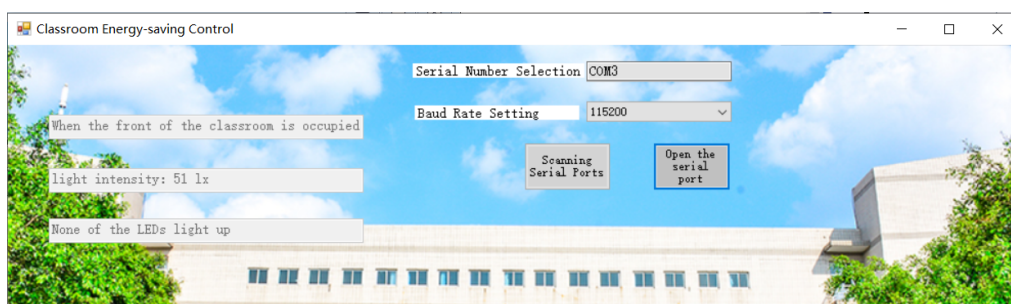 Classroom Energy-saving Control
Serial Number Selection COM3
Baud Rate Setting 115200
When the front of the classroom is occupied
Scanning
Serial Ports
Open the
serial
port
light intensity: 51 lx
None of the LEDs light up